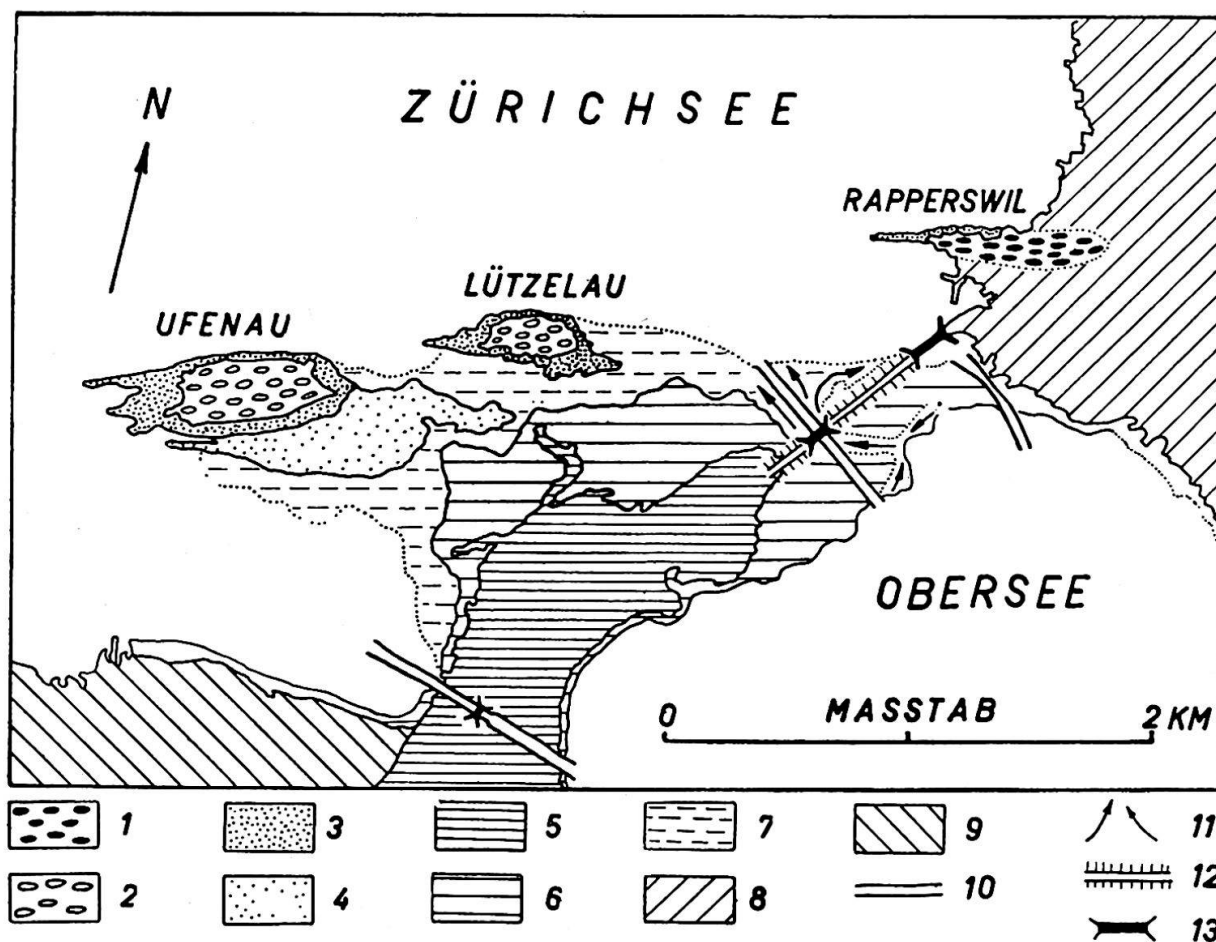 N
ZÜRICHSEE
RAPPERSWIL
LÜTZELAU
UFENAU
OBERSEE
MASSTAB
0 2 KM
1 3 5 7 9 11
2 4 6 8 10 12
13